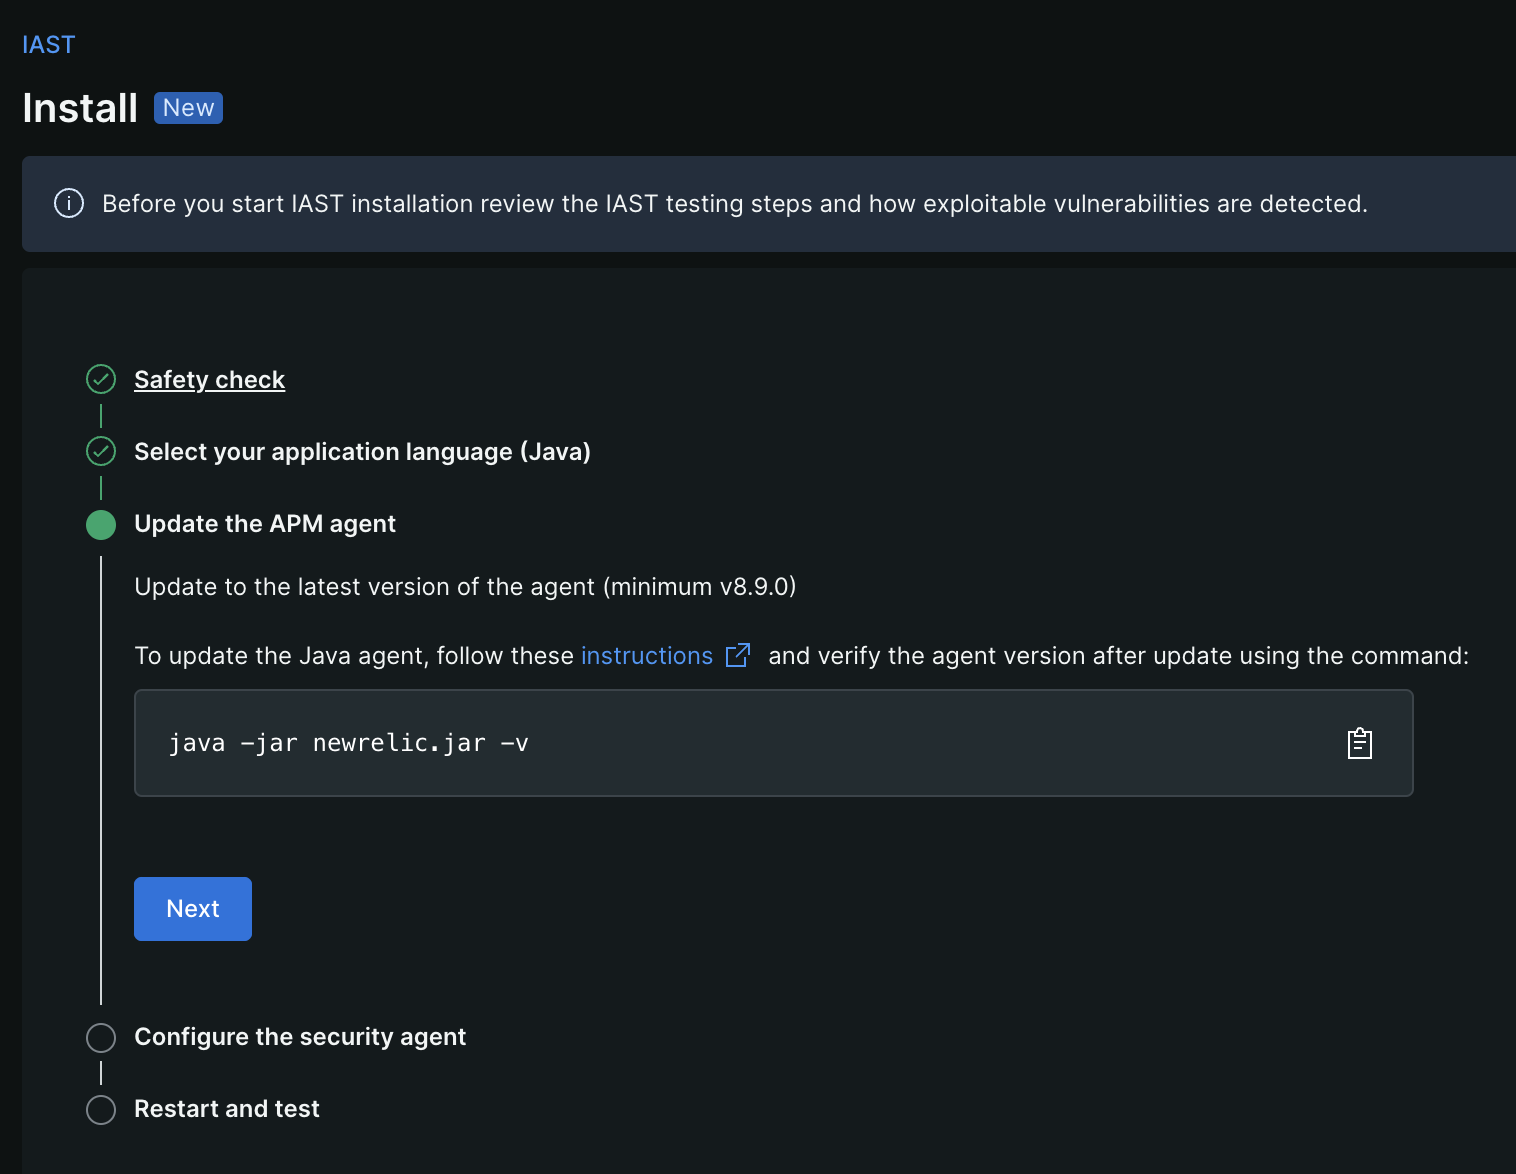 IAST
Install New
Before you start IAST installation review the IAST testing steps and how exploitable vulnerabilities are detected.
Safety check
Select your application language (Java)
Update the APM agent
Update to the latest version of the agent (minimum v8.9.0)
To update the Java agent, follow these instructions and verify the agent version after update using the command:
java -jar newrelic.jar -v
Next
Configure the security agent
Restart and test